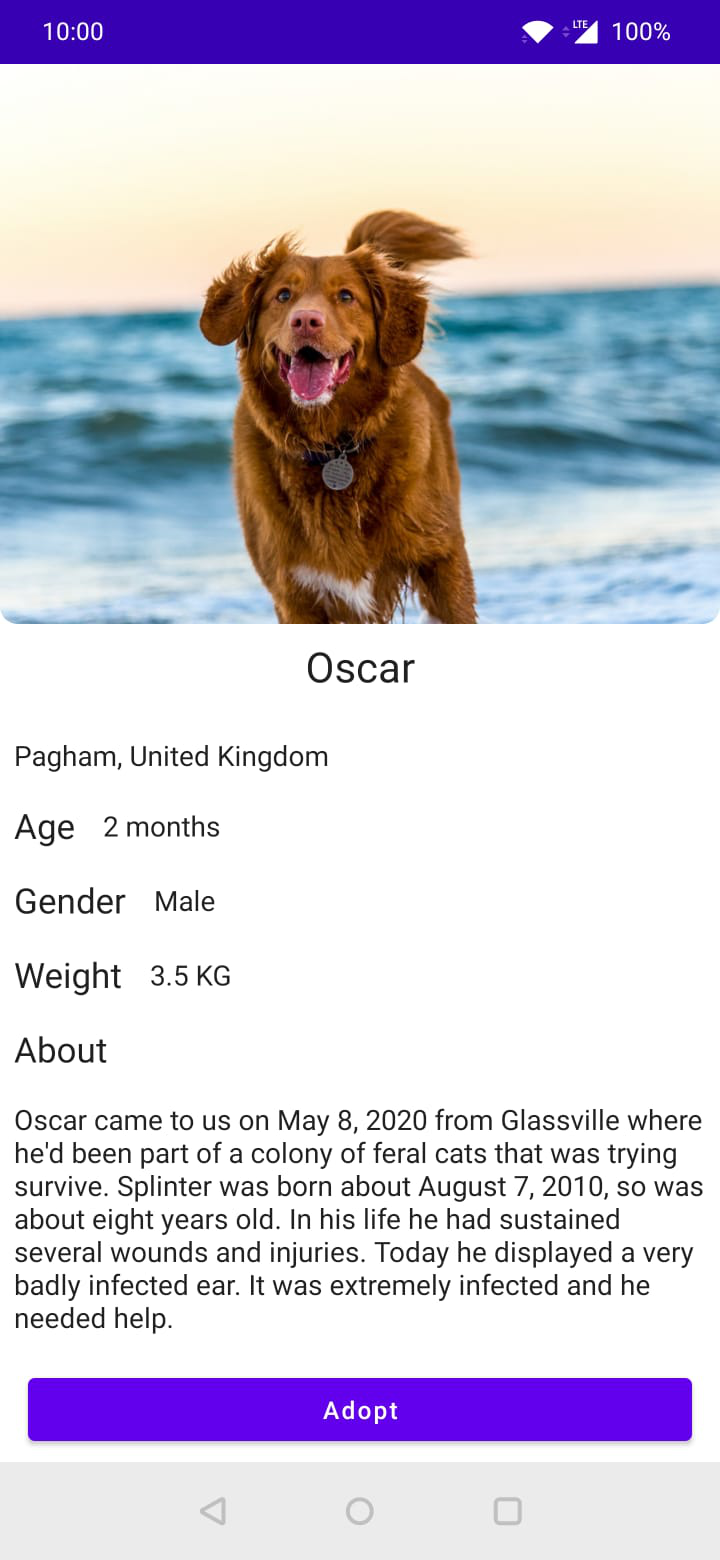 10:00
LTE
100%
Oscar
Pagham, United Kingdom
Age 2 months
Gender Male
Weight 3.5 KG
About
Oscar came to us on May 8, 2020 from Glassville where
he'd been part of a colony of feral cats that was trying
survive. Splinter was born about August 7, 2010, so was
about eight years old. In his life he had sustained
several wounds and injuries. Today he displayed a very
badly infected ear. It was extremely infected and he
needed help.
Adopt